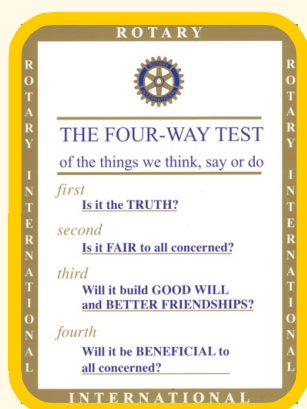 ROTARY
ROTARY INTERNATIONAL
ROTARY INTERNATIONAL
THE FOUR-WAY TEST
of the things we think, say or do
first
Is it the TRUTH?
second
Is it FAIR to all concerned?
third
Will it build GOOD WILL
and BETTER FRIENDSHIPS?
fourth
Will it be BENEFICIAL to
all concerned?
INTERNATIONAL